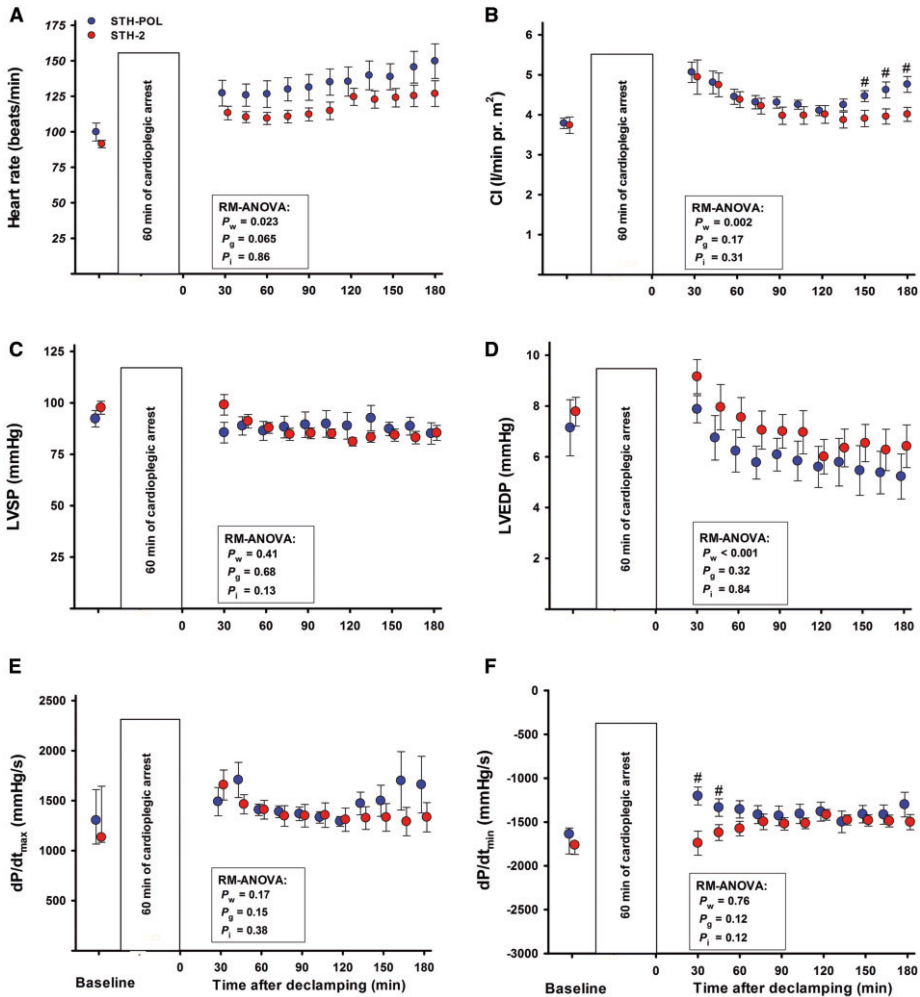 A
STH-POL
STH-2
175
150
125
100
75
50
25
Heart rate (beats/min)
60 min of cardioplegic arrest
RM-ANOVA:
Pw = 0.023
Pg = 0.065
Pi = 0.86
0 30 60 90 120 150 180
B
6
5
4
3
2
1
CI (l/min pr. m²)
60 min of cardioplegic arrest
# # #
RM-ANOVA:
Pw = 0.002
Pg = 0.17
Pi = 0.31
0 30 60 90 120 150 180
C
125
100
75
50
25
LVSP (mmHg)
60 min of cardioplegic arrest
RM-ANOVA:
Pw = 0.41
Pg = 0.68
Pi = 0.13
0 30 60 90 120 150 180
D
10
8
6
4
2
0
LVEDP (mmHg)
60 min of cardioplegic arrest
RM-ANOVA:
Pw < 0.001
Pg = 0.32
Pi = 0.84
0 30 60 90 120 150 180
E
2500
2000
1500
1000
500
0
dP/dtmax (mmHg/s)
60 min of cardioplegic arrest
RM-ANOVA:
Pw = 0.17
Pg = 0.15
Pi = 0.38
0 30 60 90 120 150 180
Baseline Time after declamping (min)
F
-0
-500
-1000
-1500
-2000
-2500
-3000
dP/dtmin (mmHg/s)
60 min of cardioplegic arrest
# #
RM-ANOVA:
Pw = 0.76
Pg = 0.12
Pi = 0.12
0 30 60 90 120 150 180
Baseline Time after declamping (min)